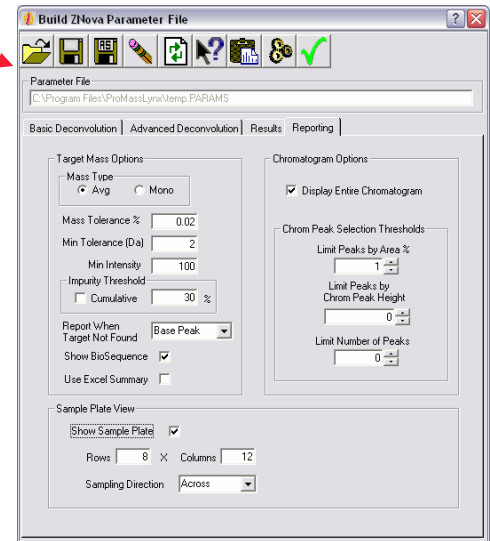 Build ZNova Parameter File
AS
Parameter File
C:\Program Files\ProMassLynx\temp.PARAMS
Basic Deconvolution Advanced Deconvolution Results Reporting
Target Mass Options
Mass Type
Avg Mono
Mass Tolerance % 0.02
Min Tolerance (Da) 2
Min Intensity 100
Impurity Threshold
Cumulative 30 %
Report When
Target Not Found Base Peak
Show BioSequence
Use Excel Summary
Chromatogram Options
Display Entire Chromatogram
Chrom Peak Selection Thresholds
Limit Peaks by Area %
1
Limit Peaks by
Chrom Peak Height
0
Limit Number of Peaks
0
Sample Plate View
Show Sample Plate
Rows 8 X Columns 12
Sampling Direction Across